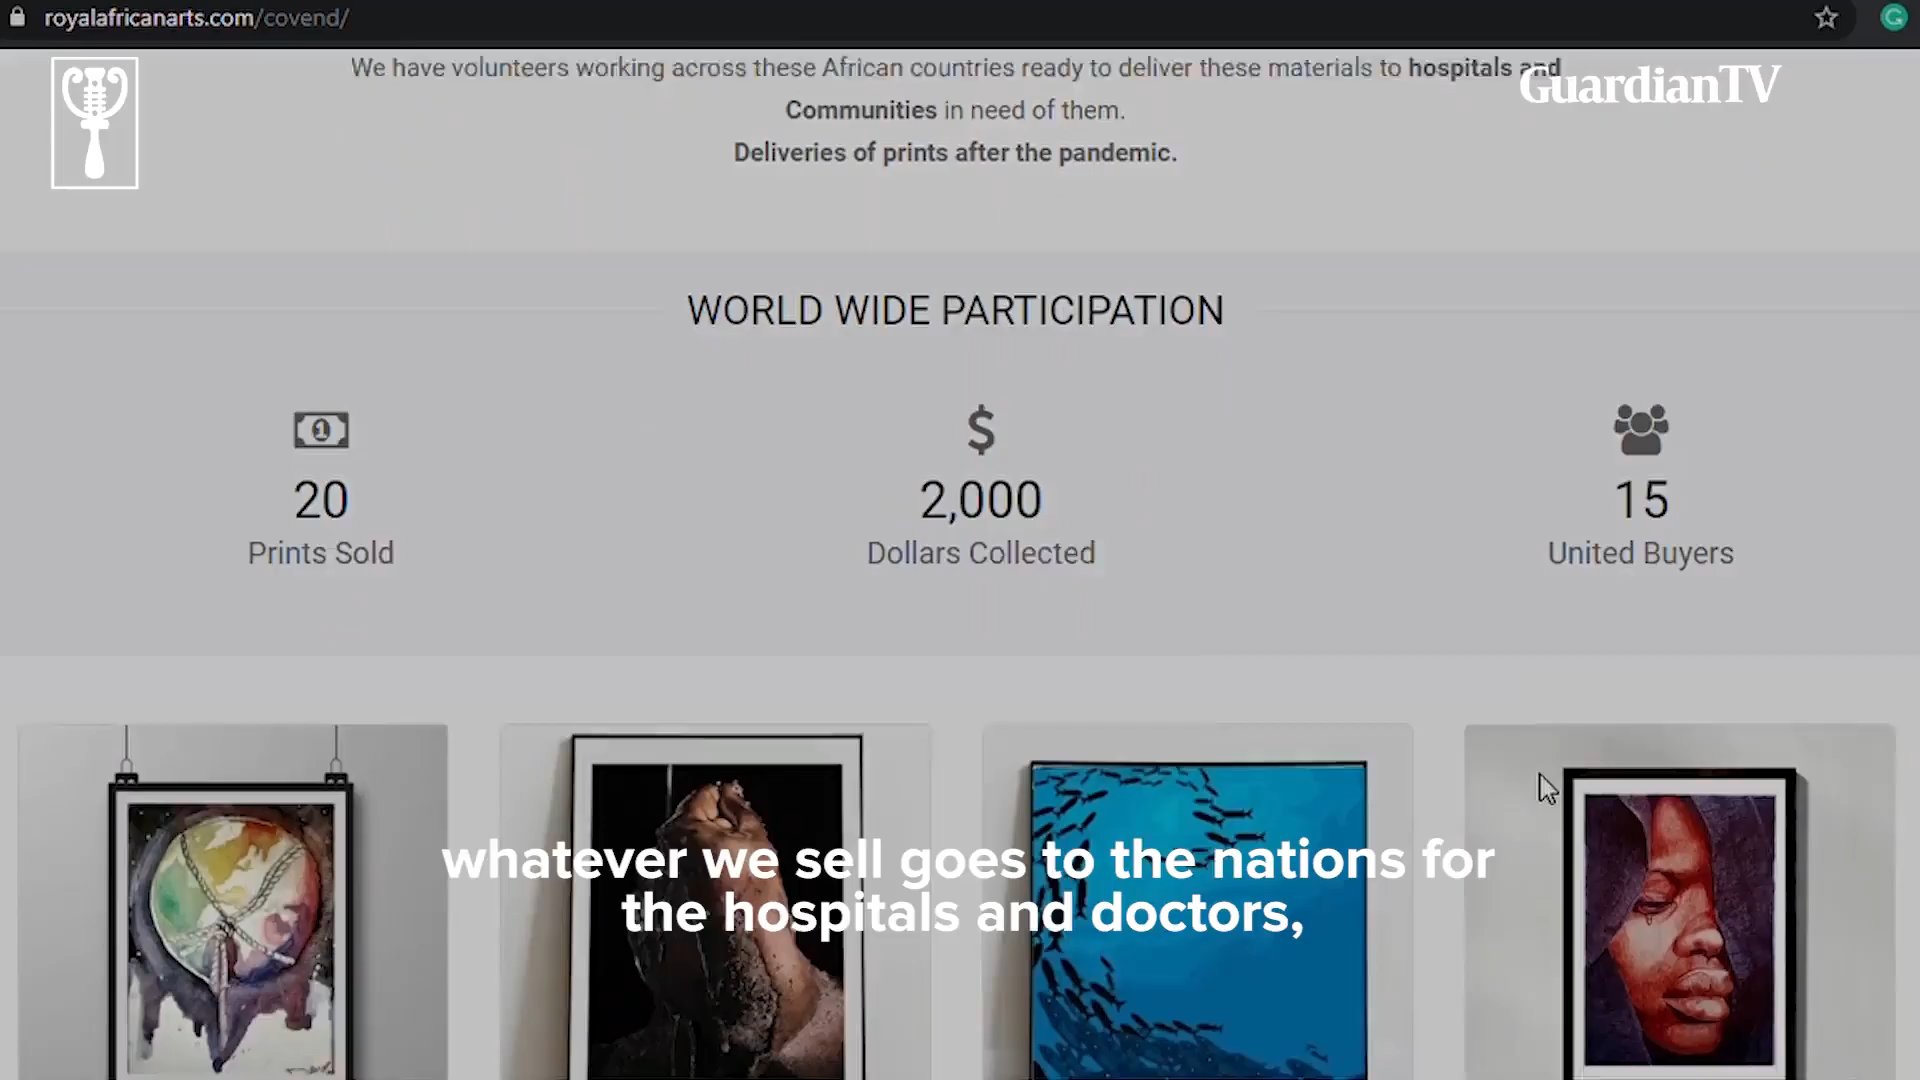 royalafricanarts.com/covend/
We have volunteers working across these African countries ready to deliver these materials to hospitals and
GuardianTV
Communities in need of them.
Deliveries of prints after the pandemic.
WORLD WIDE PARTICIPATION
20
2,000
15
Prints Sold
Dollars Collected
United Buyers
whatever we sell goes to the nations for
the hospitals and doctors,